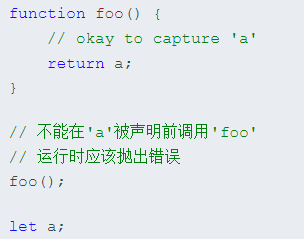 function foo() {
    // okay to capture 'a'
    return a;
}
// 不能在'a'被声明前调用'foo'
// 运行时应该抛出错误
foo();
let a;